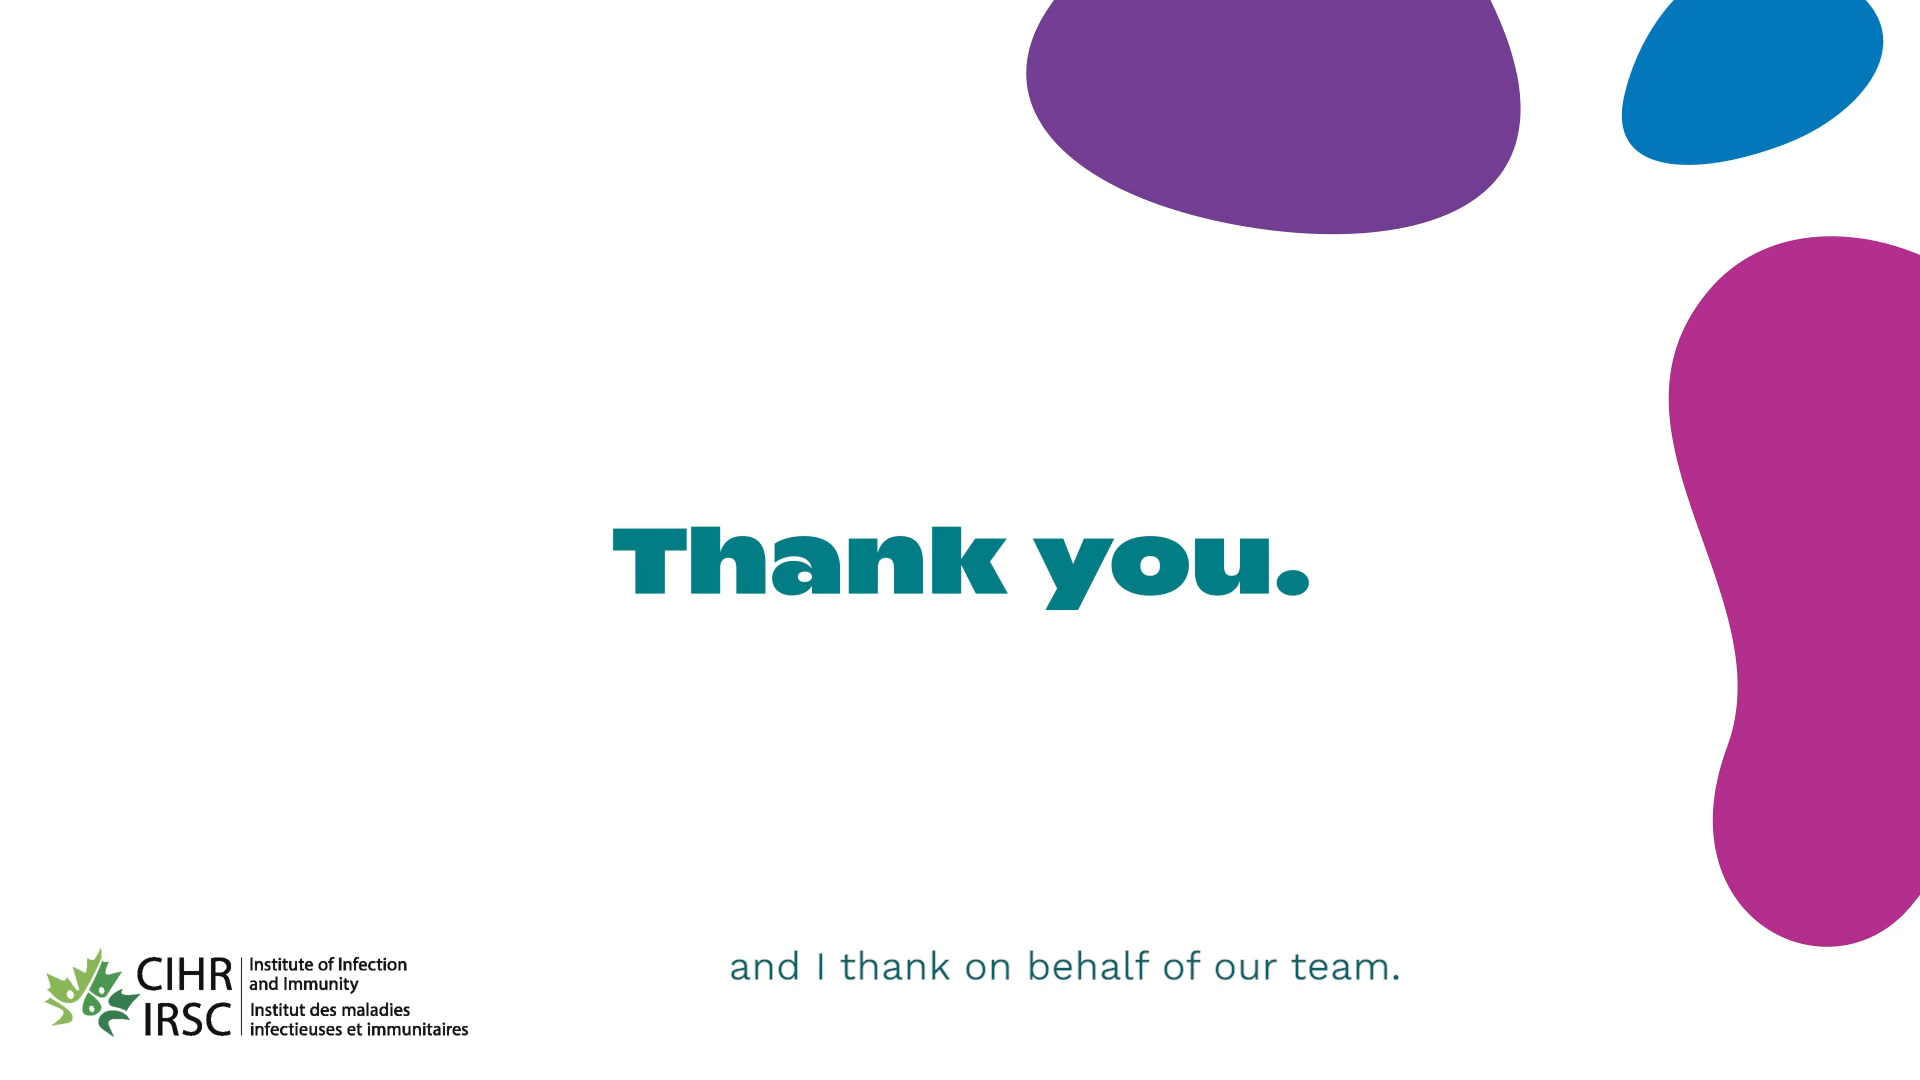 Thank you.
and I thank on behalf of our team.
CIHR
IRSC
Institute of Infection
and Immunity
Institut des maladies
infectieuses et immunitaires